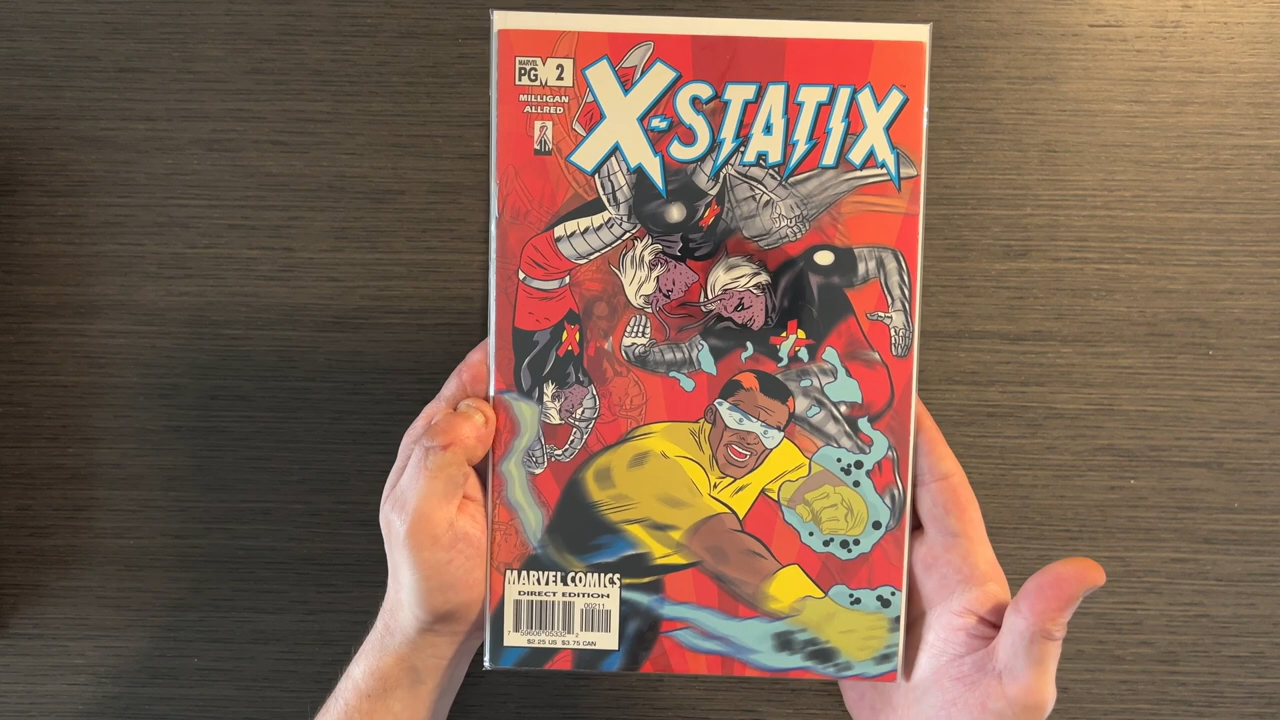 MARVEL
PG
2
MILLIGAN
ALLRED
X-STATIX
™
MARVEL COMICS
DIRECT EDITION
00211
7 59606 05332 2
$2.25 US $3.75 CAN